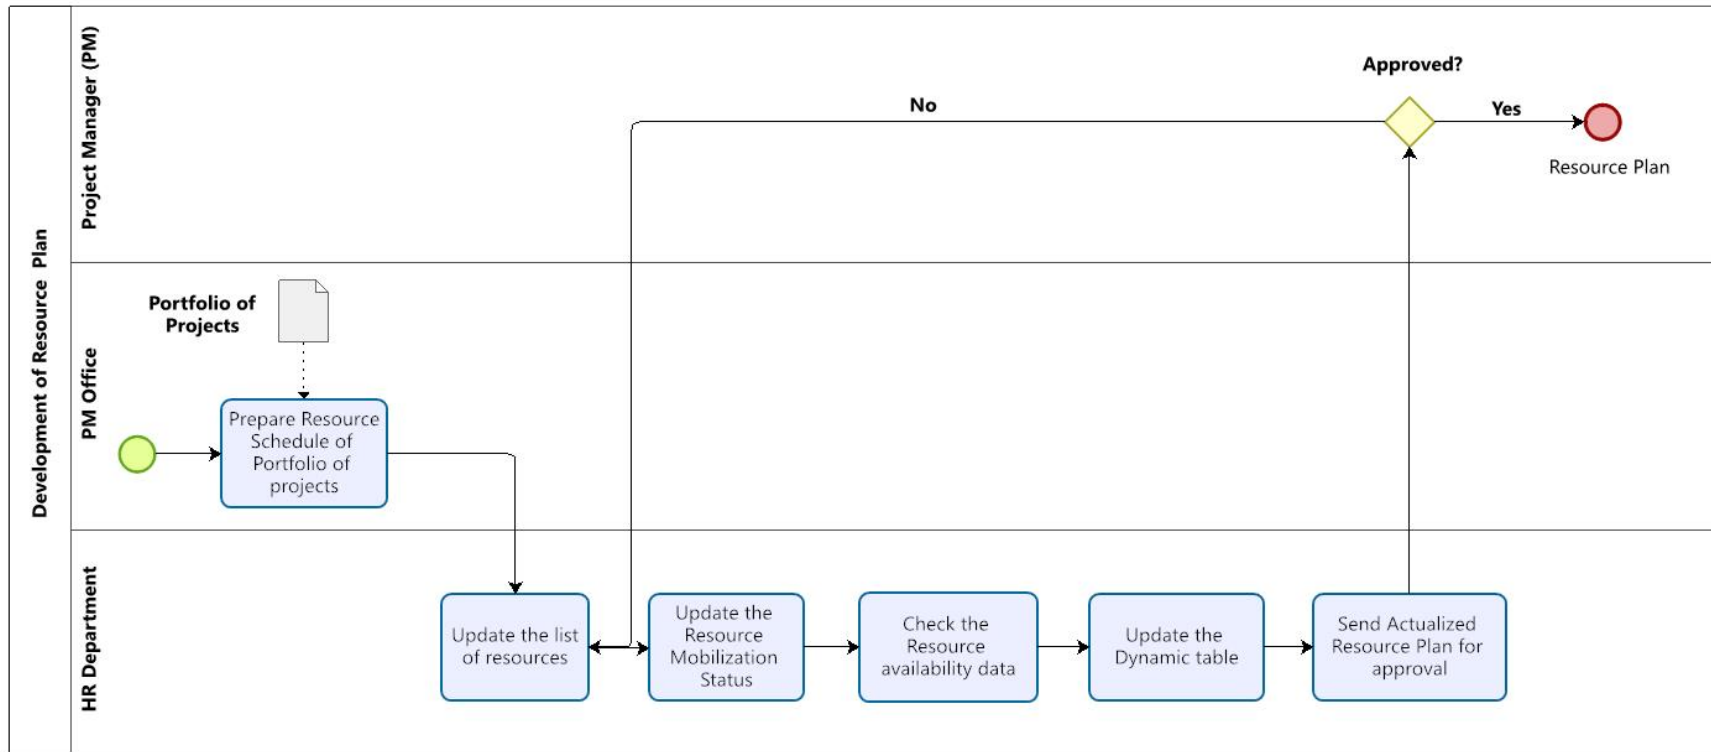 Development of Resource  Plan
Project Manager (PM)
Approved?
No
Yes
Resource Plan
PM Office
Portfolio of
Projects
Prepare Resource
Schedule of
Portfolio of
projects
HR Department
Update the list
of resources
Update the
Resource
Mobilization
Status
Check the
Resource
availability data
Update the
Dynamic table
Send Actualized
Resource Plan for
approval